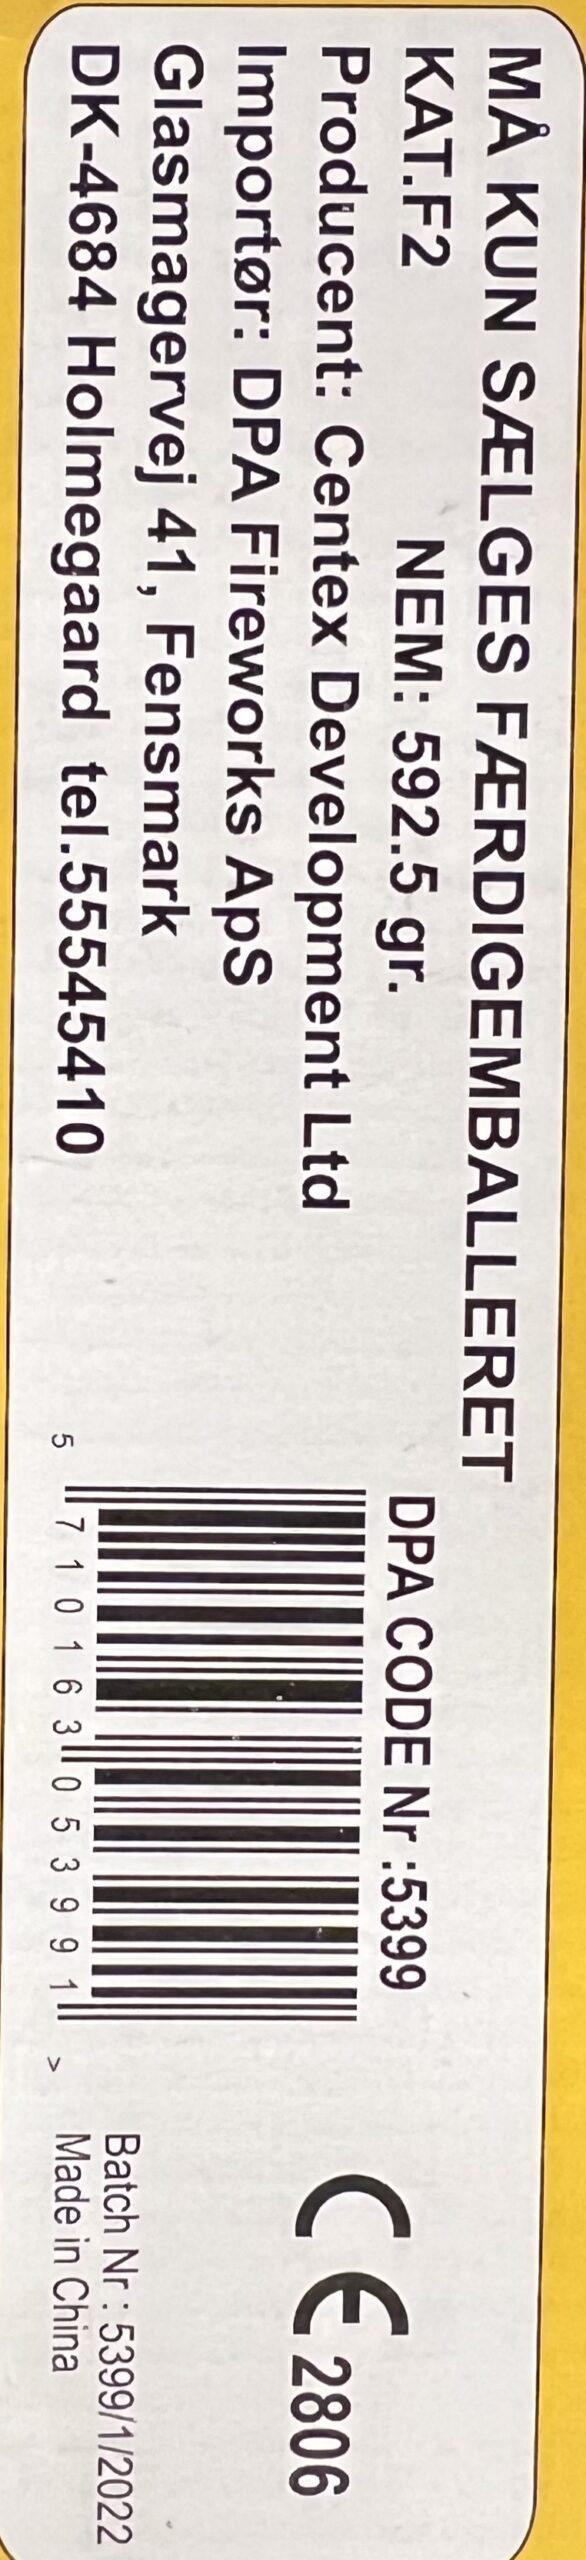 MÅ KUN SÆLGES FÆRDIGEMBALLERET
KAT.F2 NEM: 592.5 gr.
Producent: Centex Development Ltd
Importør: DPA Fireworks ApS
Glasmagervej 41, Fensmark
DK-4684 Holmegaard tel.55545410
DPA CODE Nr :5399
5 710163 053991 >
CE 2806
Batch Nr : 5399/1/2022
Made in China